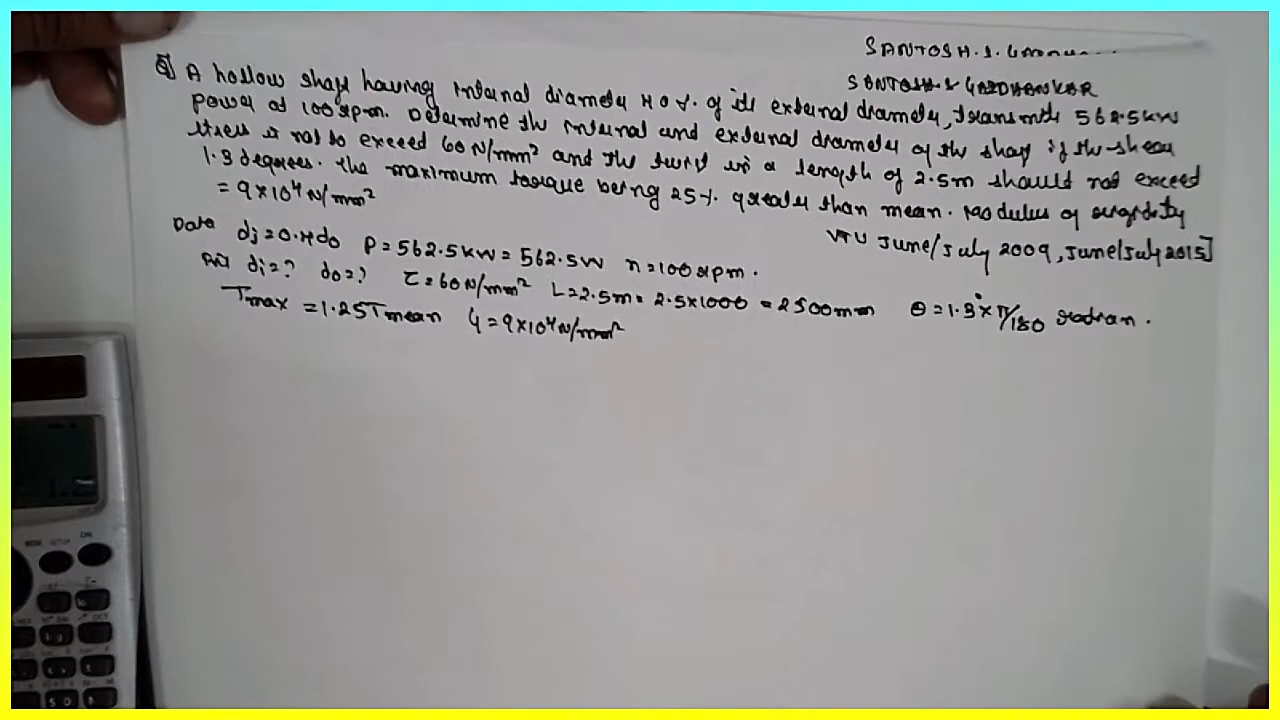 SANTOSH.S.
SANTOSH.S GARDHANKAR
Q] A hollow shaft having internal diameter 40 %. of its external diameter, transmits 562.5kW
power at 100 rpm. Determine the internal and external diameter of the shaft if the shear
stress is not to exceed 60 N/mm² and the twist in a length of 2.5m should not exceed
1.3 degrees. the maximum torque being 25%. greater than mean. Modulus of rigidity
= 9×10⁴ N/mm²
VTU June/July 2009, June/July 2015]
Data di=0.4do P=562.5kW=562.5W n=100rpm.
di=? do=? τ=60N/mm² L=2.5m= 2.5×1000 =2500mm θ=1.3°×π/180 radian.
Tmax =1.25Tmean G=9×10⁴N/mm²